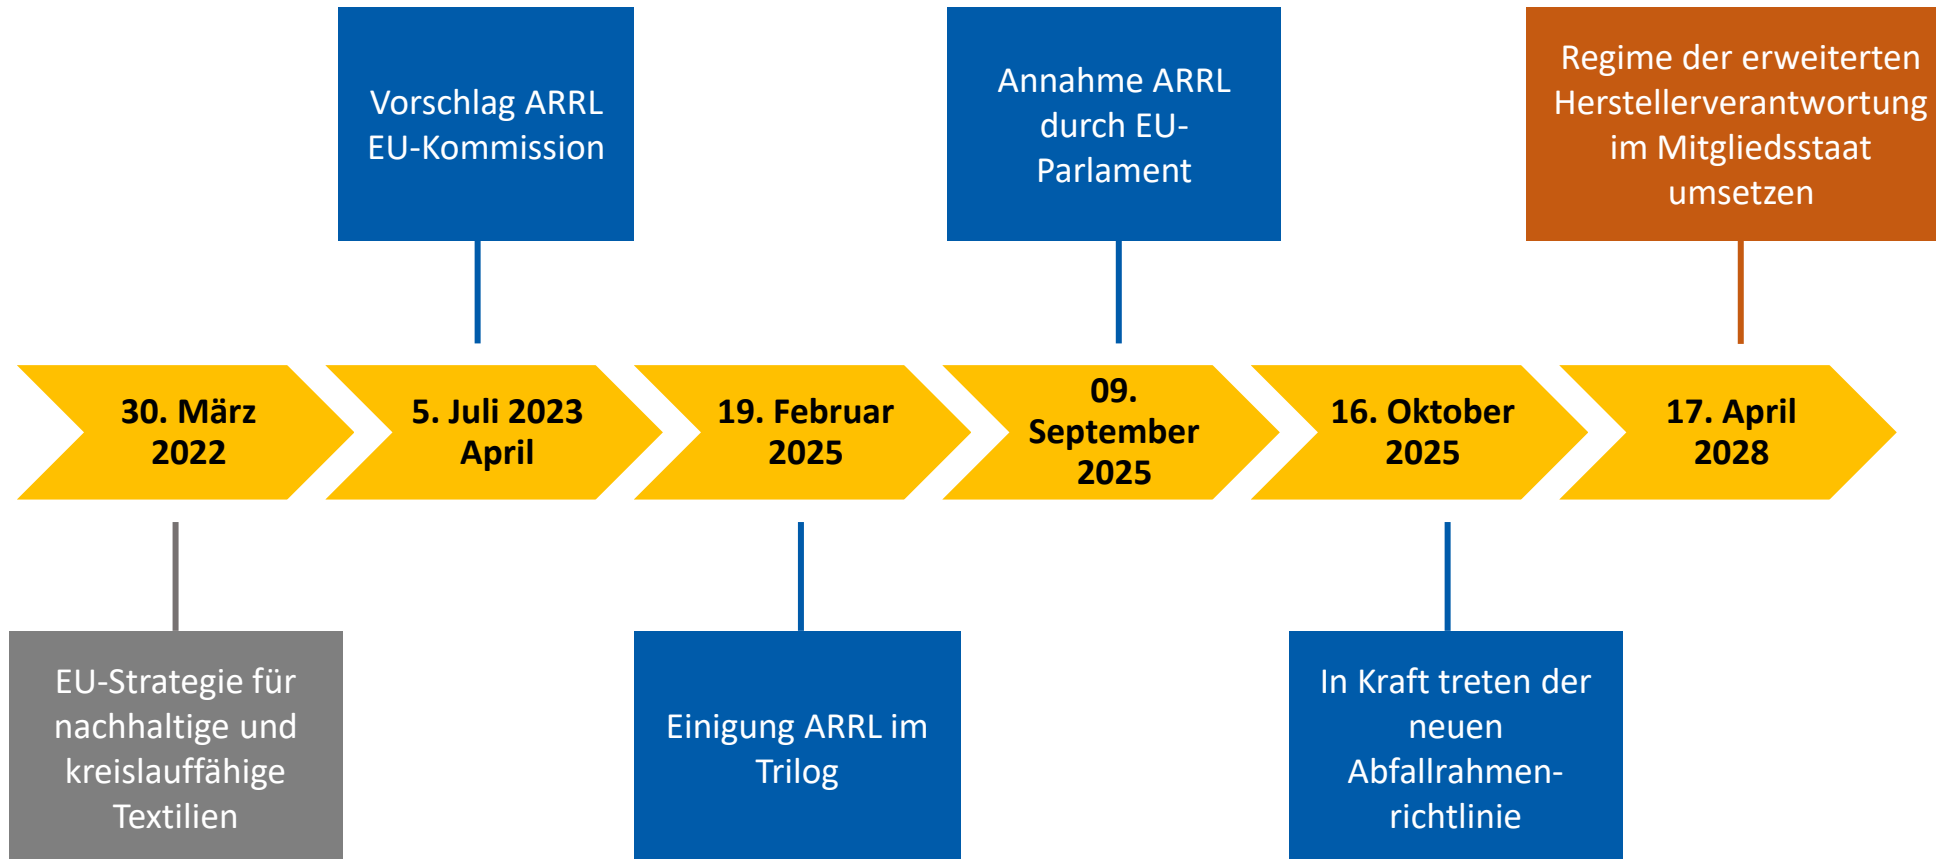 Vorschlag ARRL
EU-Kommission
Annahme ARRL
durch EU-
Parlament
Regime der erweiterten
Herstellerverantwortung
im Mitgliedsstaat
umsetzen
30. März
2022
5. Juli 2023
April
19. Februar
2025
09.
September
2025
16. Oktober
2025
17. April
2028
EU-Strategie für
nachhaltige und
kreislauffähige
Textilien
Einigung ARRL im
Trilog
In Kraft treten der
neuen
Abfallrahmen-
richtlinie